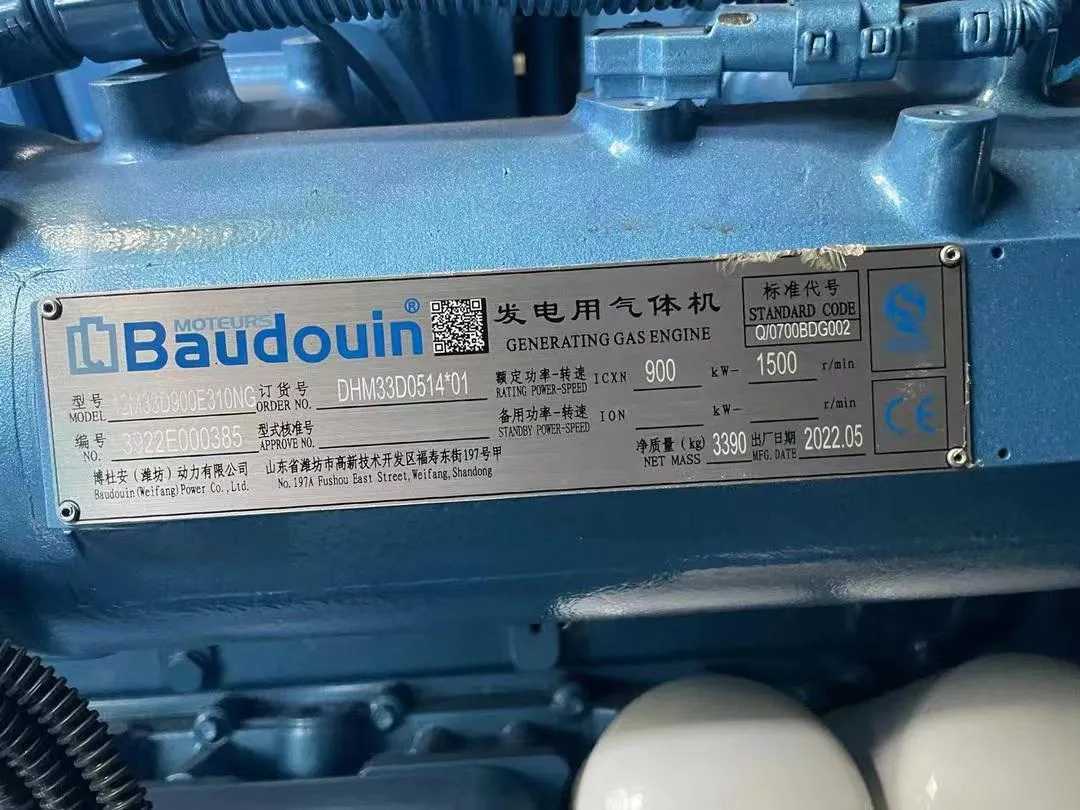 MOTEURS
Baudouin®
发电用气体机
GENERATING GAS ENGINE
标准代号
STANDARD CODE
Q/0700BDG002
型号
MODEL 12M33D900E310NG
订货号
ORDER NO. DHM33D0514*01
额定功率-转速
RATING POWER-SPEED ICXN 900 kW- 1500 r/min
编号
NO. 3922E000385
型式核准号
APPROVE NO.
备用功率-转速
STANDBY POWER-SPEED ION kW- r/min
博杜安(潍坊)动力有限公司
Baudouin(Weifang)Power Co.,Ltd.
山东省潍坊市高新技术开发区福寿东街197号甲
No.197A Fushou East Street,Weifang,Shandong
净质量(kg)
NET MASS 3390
出厂日期
MFG.DATE 2022.05
CE